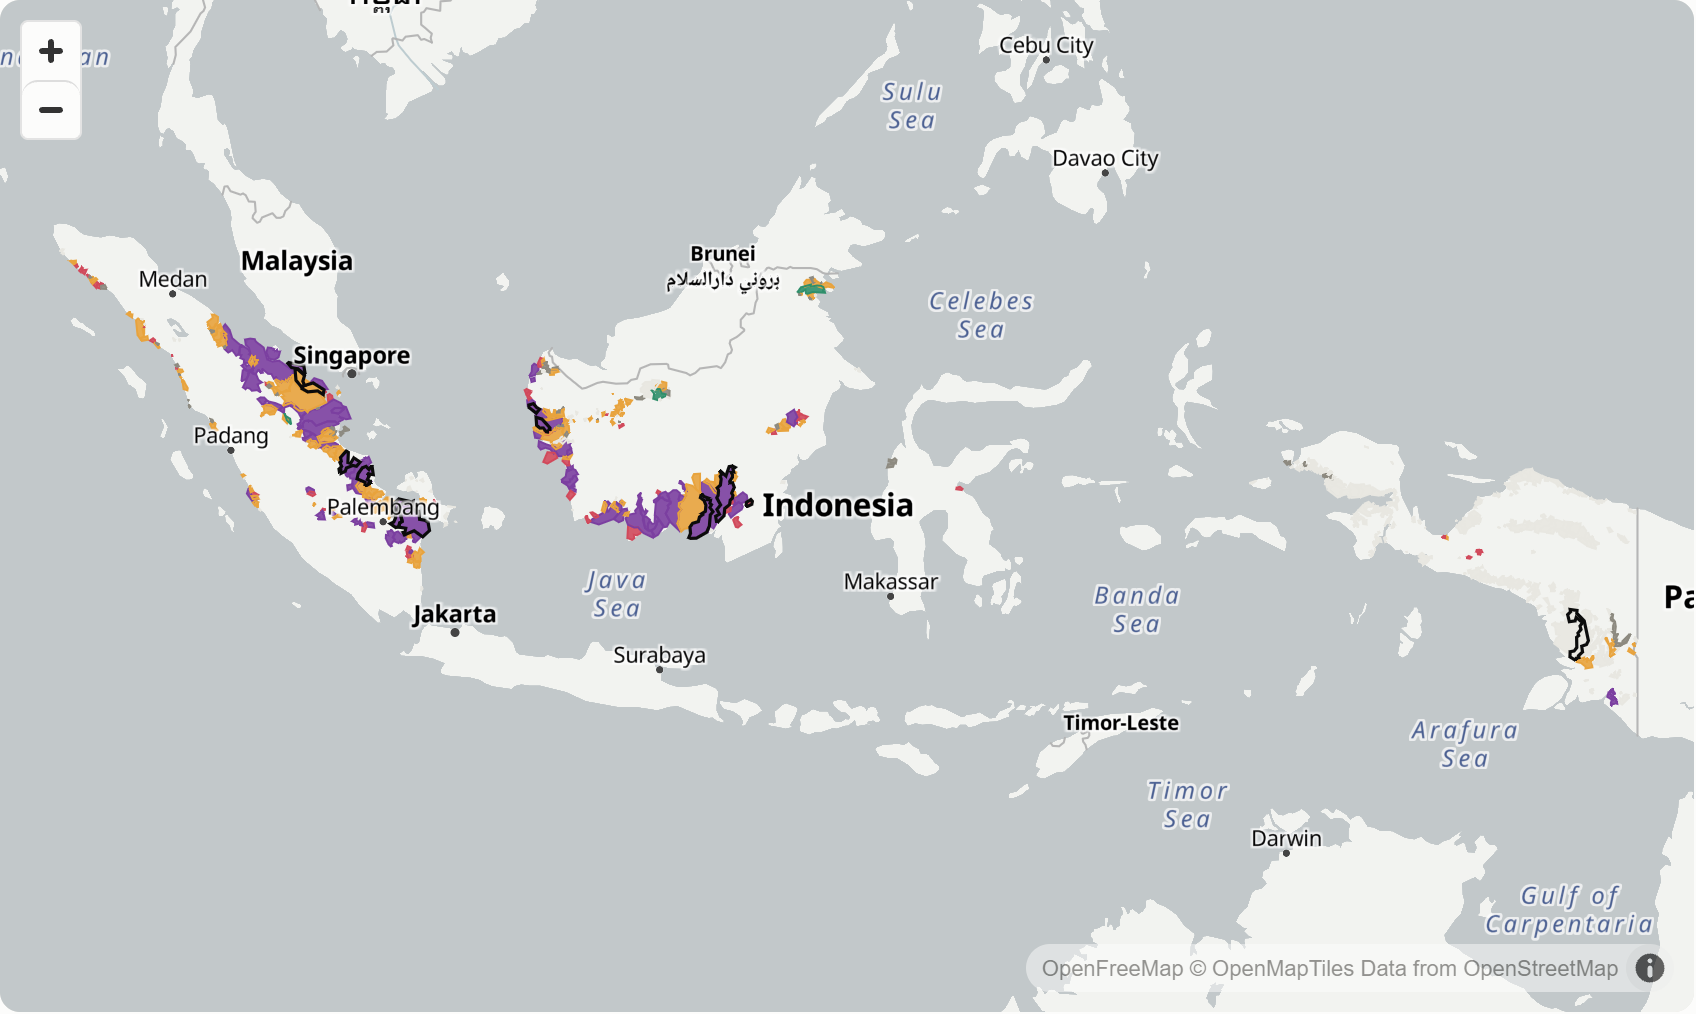 +
−
Cebu City
Sulu
Sea
Davao City
Malaysia
Medan
Brunei
بروني دارالسلام
Celebes
Sea
Singapore
Padang
Palembang
Indonesia
Java
Sea
Makassar
Banda
Sea
Jakarta
Surabaya
Timor-Leste
Arafura
Sea
Timor
Sea
Darwin
Gulf of
Carpentaria
OpenFreeMap © OpenMapTiles Data from OpenStreetMap